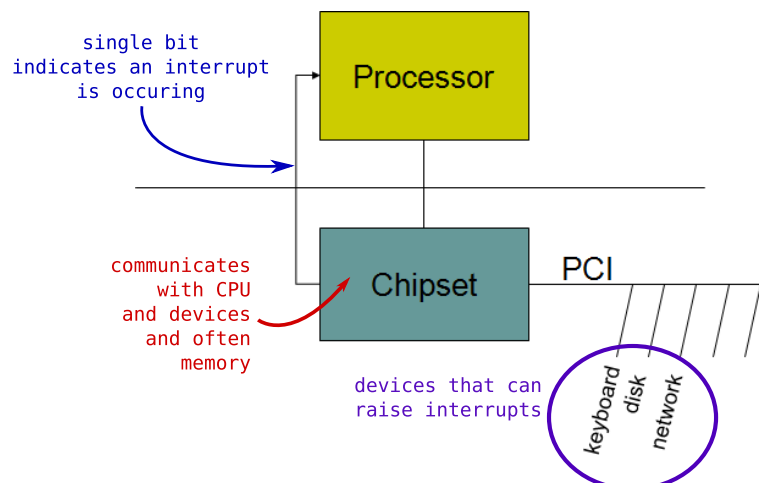 single bit
indicates an interrupt
is occuring
Processor
communicates
with CPU
and devices
and often
memory
Chipset
PCI
devices that can
raise interrupts
keyboard
disk
network